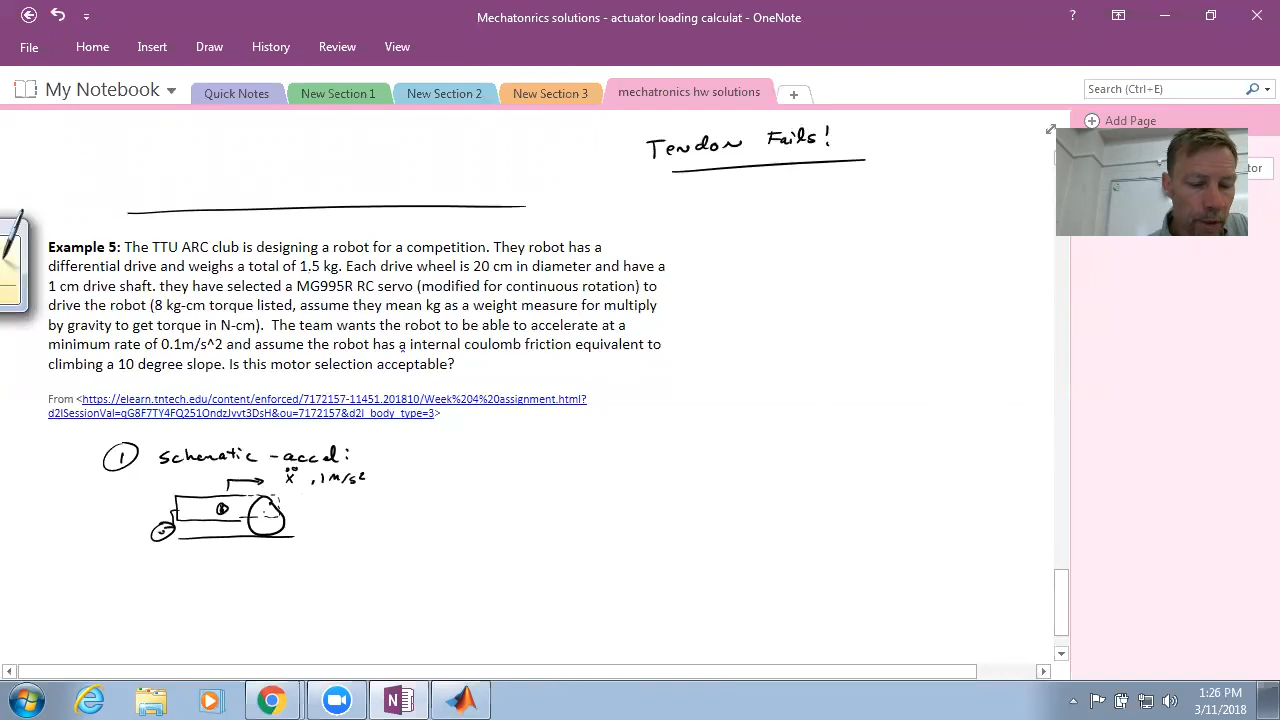 Mechatonrics solutions - actuator loading calculat - OneNote
?
File Home Insert Draw History Review View
My Notebook Quick Notes New Section 1 New Section 2 New Section 3 mechatronics hw solutions + Search (Ctrl+E)
Add Page
tor
Tendon Fails!
Example 5: The TTU ARC club is designing a robot for a competition. They robot has a
differential drive and weighs a total of 1.5 kg. Each drive wheel is 20 cm in diameter and have a
1 cm drive shaft. they have selected a MG995R RC servo (modified for continuous rotation) to
drive the robot (8 kg-cm torque listed, assume they mean kg as a weight measure for multiply
by gravity to get torque in N-cm). The team wants the robot to be able to accelerate at a
minimum rate of 0.1m/s^2 and assume the robot has a internal coulomb friction equivalent to
climbing a 10 degree slope. Is this motor selection acceptable?
From <https://elearn.tntech.edu/content/enforced/7172157-11451.201810/Week%204%20assignment.html?
d2lSessionVal=qG8F7TY4FQ251OndzJvvt3DsH&ou=7172157&d2l_body_type=3>
1 schematic - accel:
ẍ .1 m/s2
1:26 PM
3/11/2018